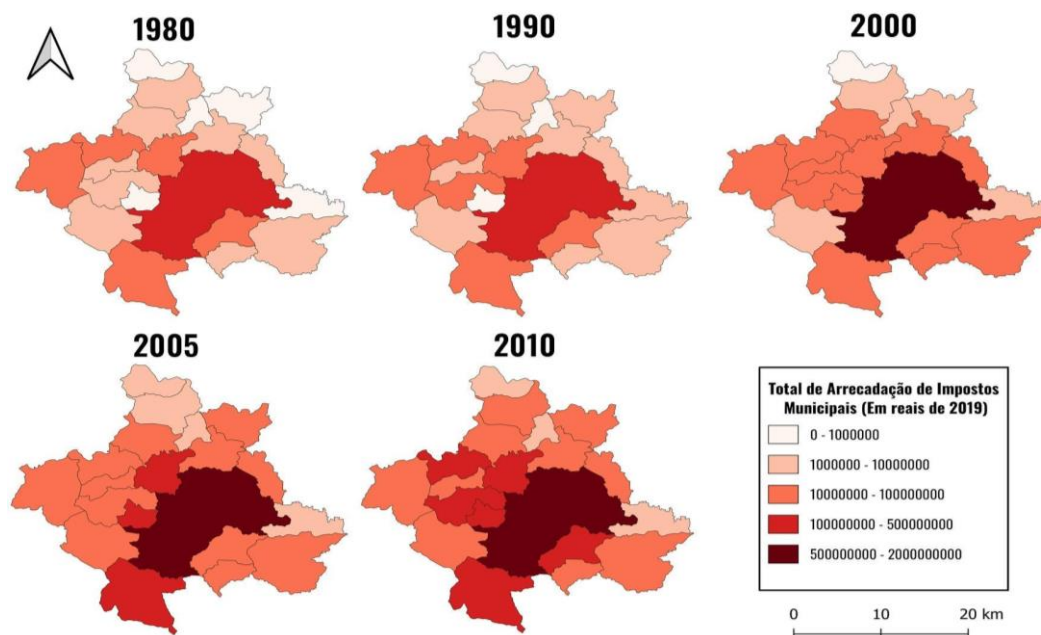 1980
1990
2000
2005
2010
Total de Arrecadação de Impostos
Municipais (Em reais de 2019)
0 - 1000000
1000000 - 10000000
10000000 - 100000000
100000000 - 500000000
500000000 - 2000000000
0 10 20 km